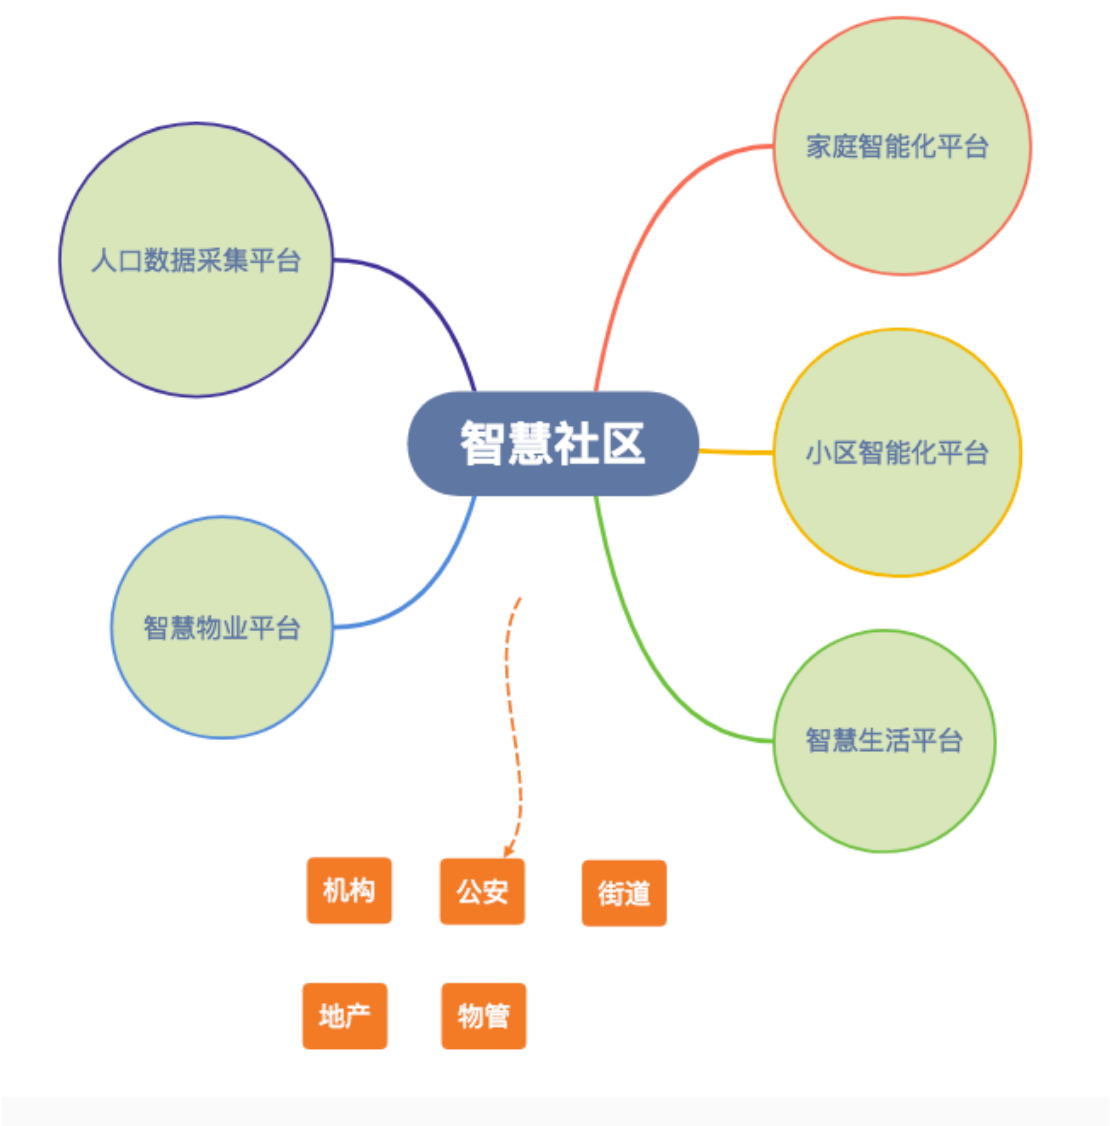 家庭智能化平台
人口数据采集平台
智慧社区
小区智能化平台
智慧物业平台
智慧生活平台
机构
公安
街道
地产
物管